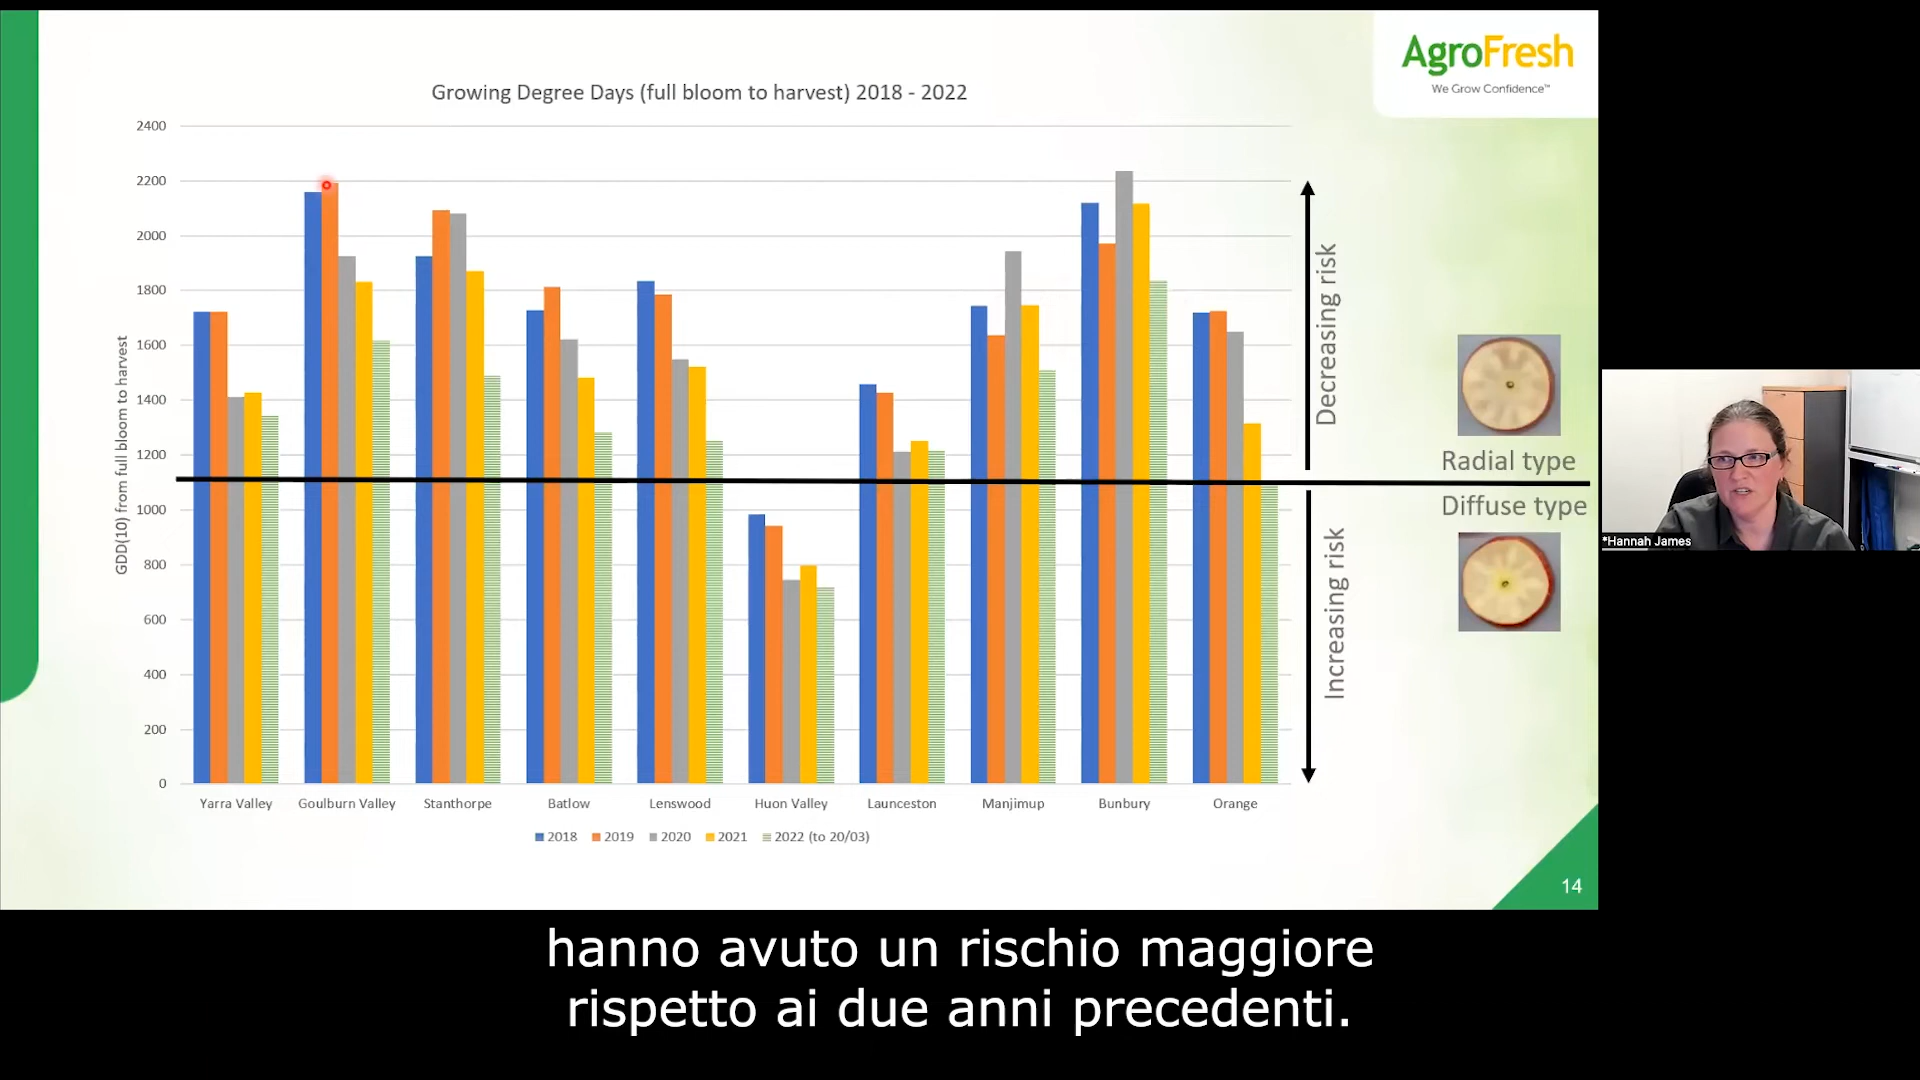 AgroFresh
We Grow Confidence™
Growing Degree Days (full bloom to harvest) 2018 - 2022
GDD(10) from full bloom to harvest
2400
2200
2000
1800
1600
1400
1200
1000
800
600
400
200
0
Yarra Valley Goulburn Valley Stanthorpe Batlow Lenswood Huon Valley Launceston Manjimup Bunbury Orange
2018 2019 2020 2021 2022 (to 20/03)
Decreasing risk
Increasing risk
Radial type
Diffuse type
14
*Hannah James
hanno avuto un rischio maggiore
rispetto ai due anni precedenti.